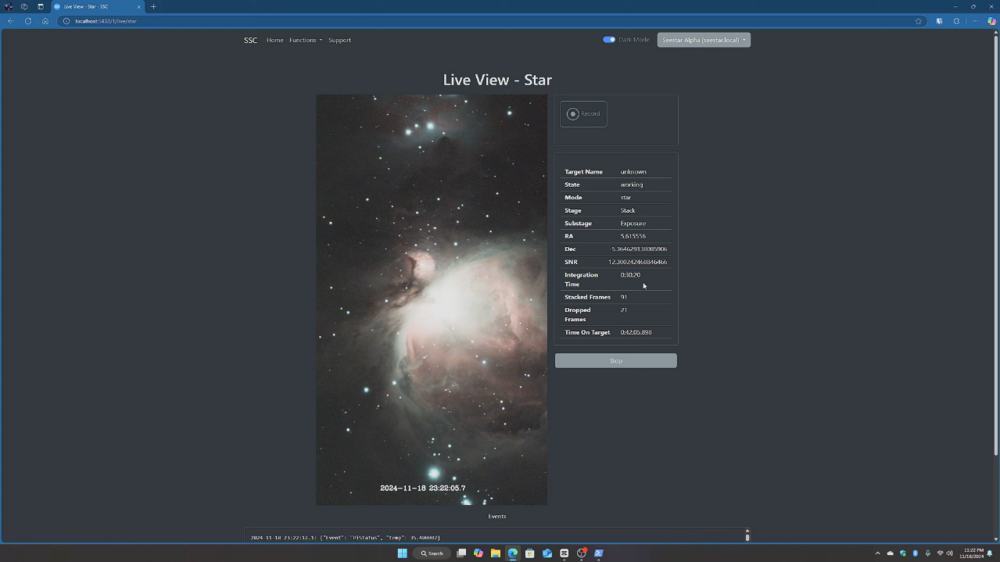 Live View - Star - SSC
localhost:5432/1/live/star
SSC Home Functions Support Dark Mode Seestar Alpha (seestar.local)
Live View - Star
Record
Target Name unknown
State working
Mode star
Stage Stack
Substage Exposure
RA 5.615556
Dec -5.364629138085906
SNR 12.300242468846466
Integration Time 0:30:20
Stacked Frames 91
Dropped Frames 21
Time On Target 0:42:05.898
Stop
2024-11-18 23:22:05.7
Events
2024-11-18 23:22:12.1: {"Event": "PiStatus", "temp": 35.400002}
Search
11:22 PM
11/18/2024